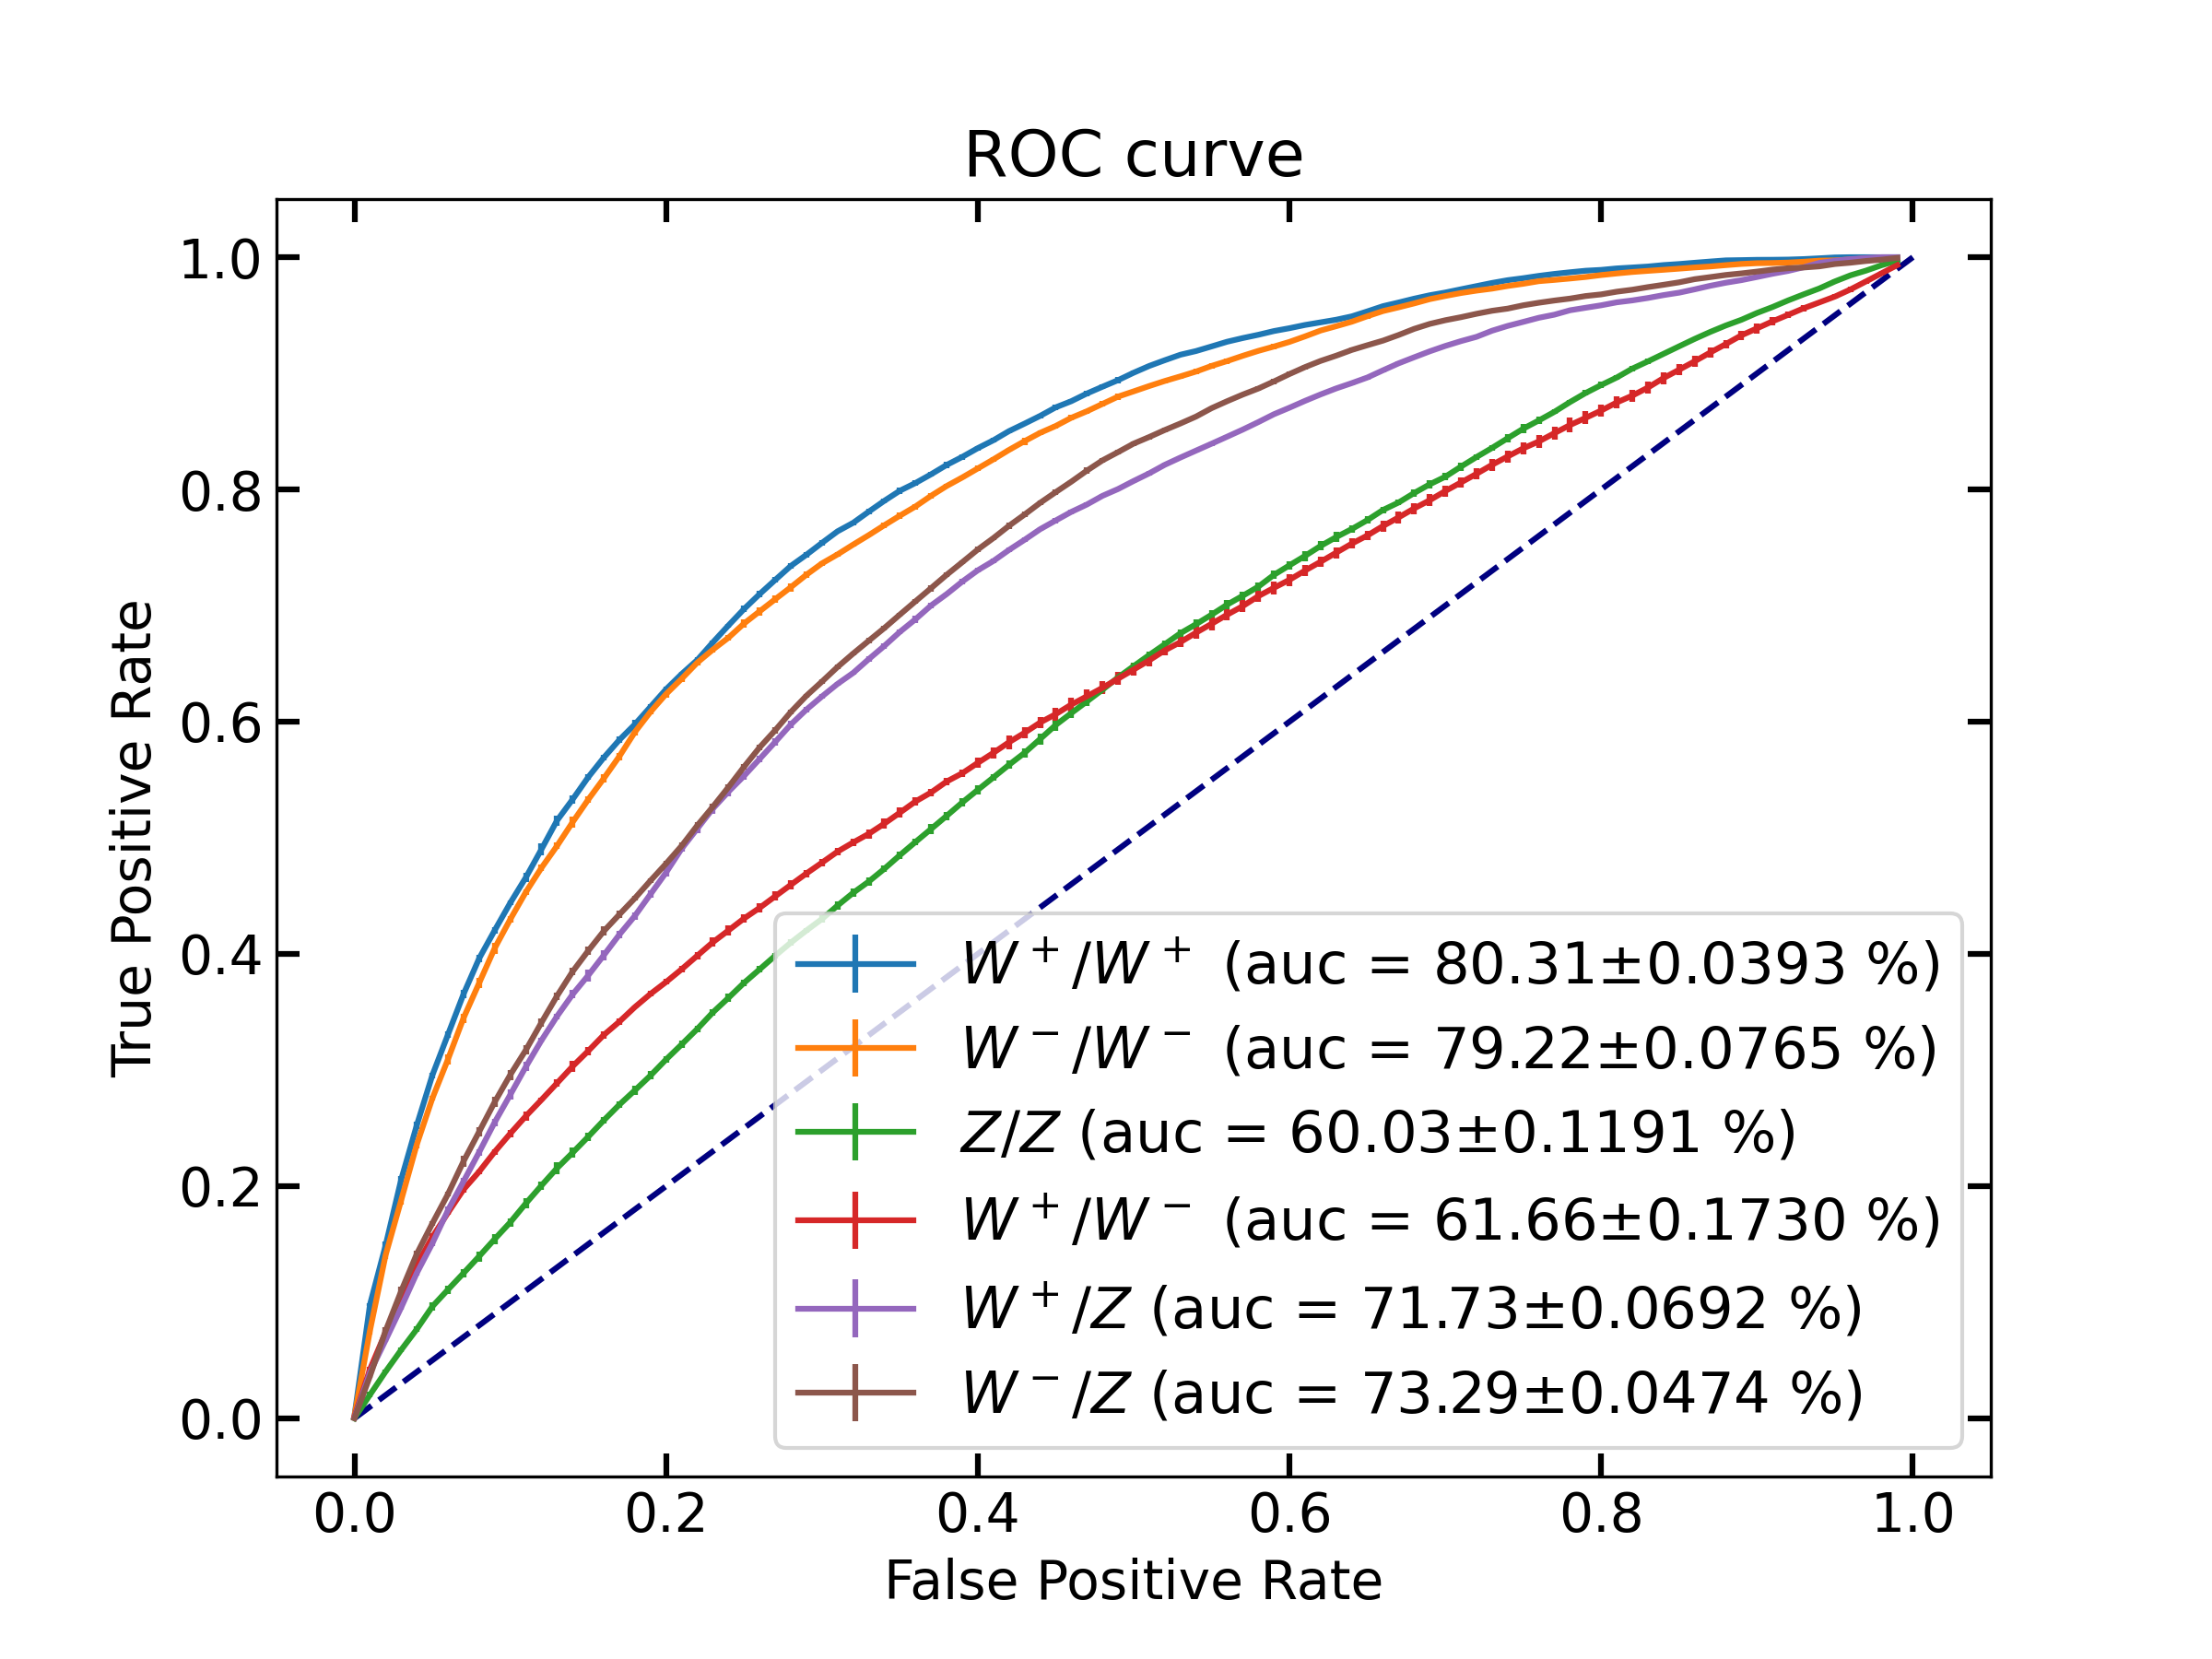 ROC curve
True Positive Rate
1.0
0.8
0.6
0.4
0.2
0.0
W⁺/W⁺ (auc = 80.31±0.0393 %)
W⁻/W⁻ (auc = 79.22±0.0765 %)
Z/Z (auc = 60.03±0.1191 %)
W⁺/W⁻ (auc = 61.66±0.1730 %)
W⁺/Z (auc = 71.73±0.0692 %)
W⁻/Z (auc = 73.29±0.0474 %)
0.0 0.2 0.4 0.6 0.8 1.0
False Positive Rate